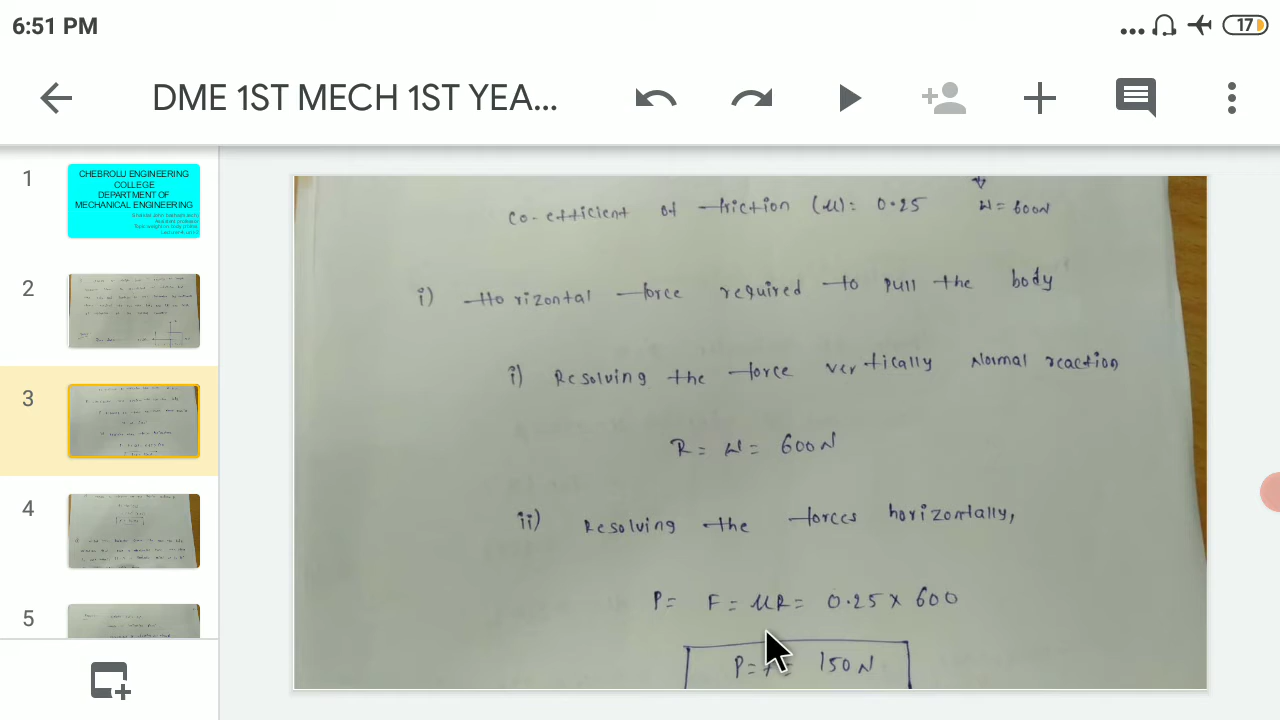 6:51 PM
17
DME 1ST MECH 1ST YEA...
1
CHEBROLU ENGINEERING
COLLEGE
DEPARTMENT OF
MECHANICAL ENGINEERING
2
3
4
5
Co-efficient of friction (μ): 0.25 W = 600N
i) Horizontal force required to pull the body
i) Resolving the force vertically Normal reaction
R = W = 600N
ii) Resolving the forces horizontally,
P = F = μR = 0.25 × 600
P = 150N